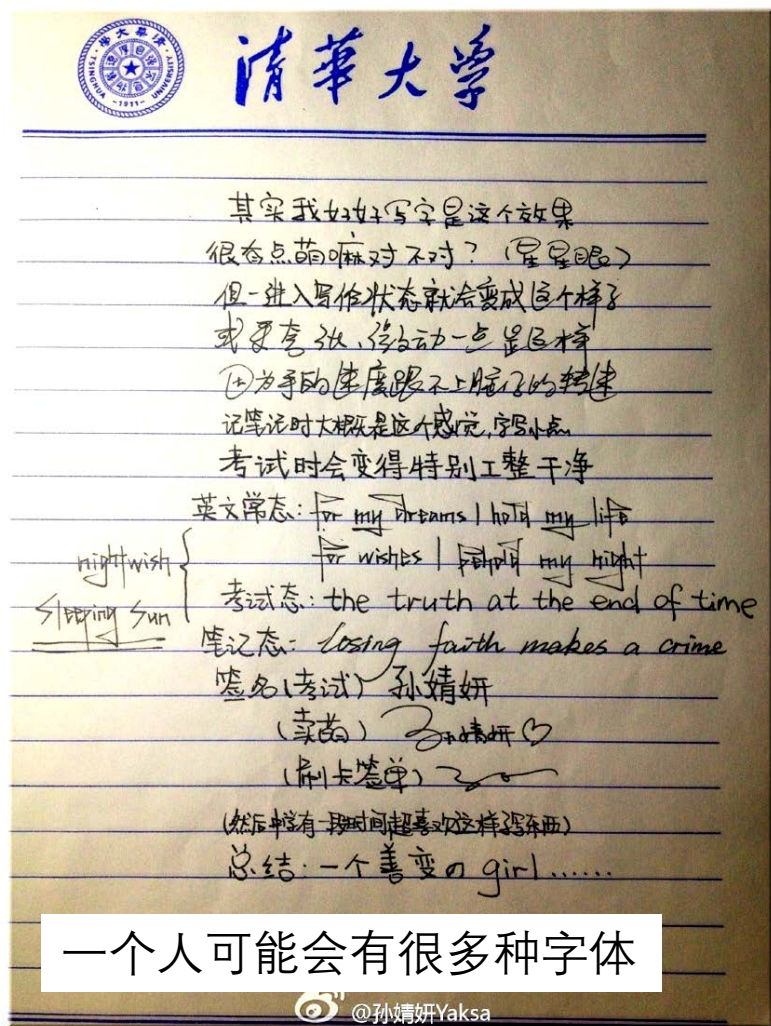 清華大学
TSINGHUA UNIVERSITY
-1911-
其实我好好写字是这个效果
很有点萌嘛对不对？（星星眼）
但一进入写作状态就会变成这个样子
或更夸张、激动一点是这样
因为手的速度跟不上脑子的转速
记笔记时大概是这个感觉，字写小点
考试时会变得特别工整干净
英文常态：For my dreams I hold my life
For wishes I behold my night
nightwish
sleeping sun
考试态：the truth at the end of time
笔记态：losing faith makes a crime
签名（考试）孙婧妍
（卖萌）孙婧妍♡
（刷卡签单）
（然后中学有一段时间超喜欢这样写东西）
总结：一个善变の girl……
一个人可能会有很多种字体
@孙婧妍Yaksa